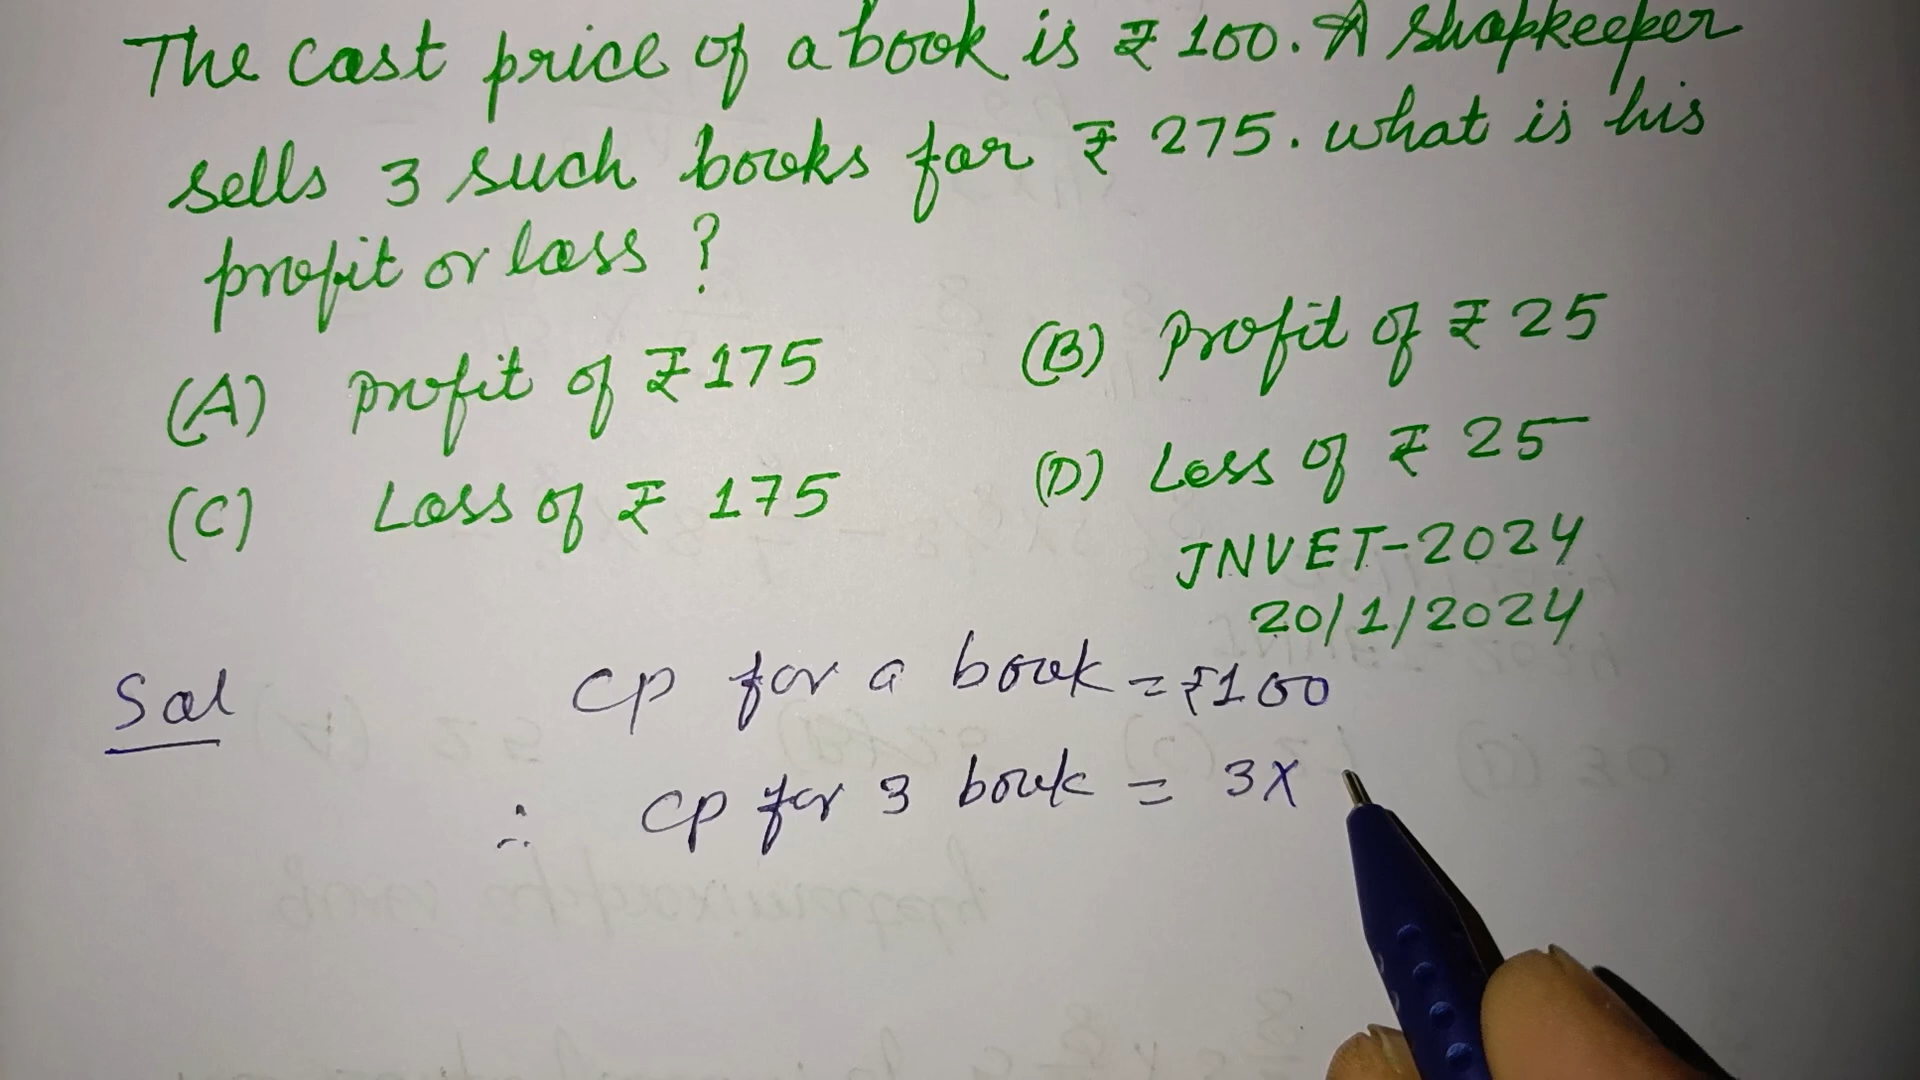 The cost price of a book is ₹ 100. A shopkeeper
sells 3 such books for ₹ 275. what is his
profit or loss ?
(A) profit of ₹ 175 (B) Profit of ₹ 25
(C) Loss of ₹ 175 (D) Loss of ₹ 25
JNVET-2024
20/1/2024
Sol CP for a book = ₹100
∴ CP for 3 book = 3X